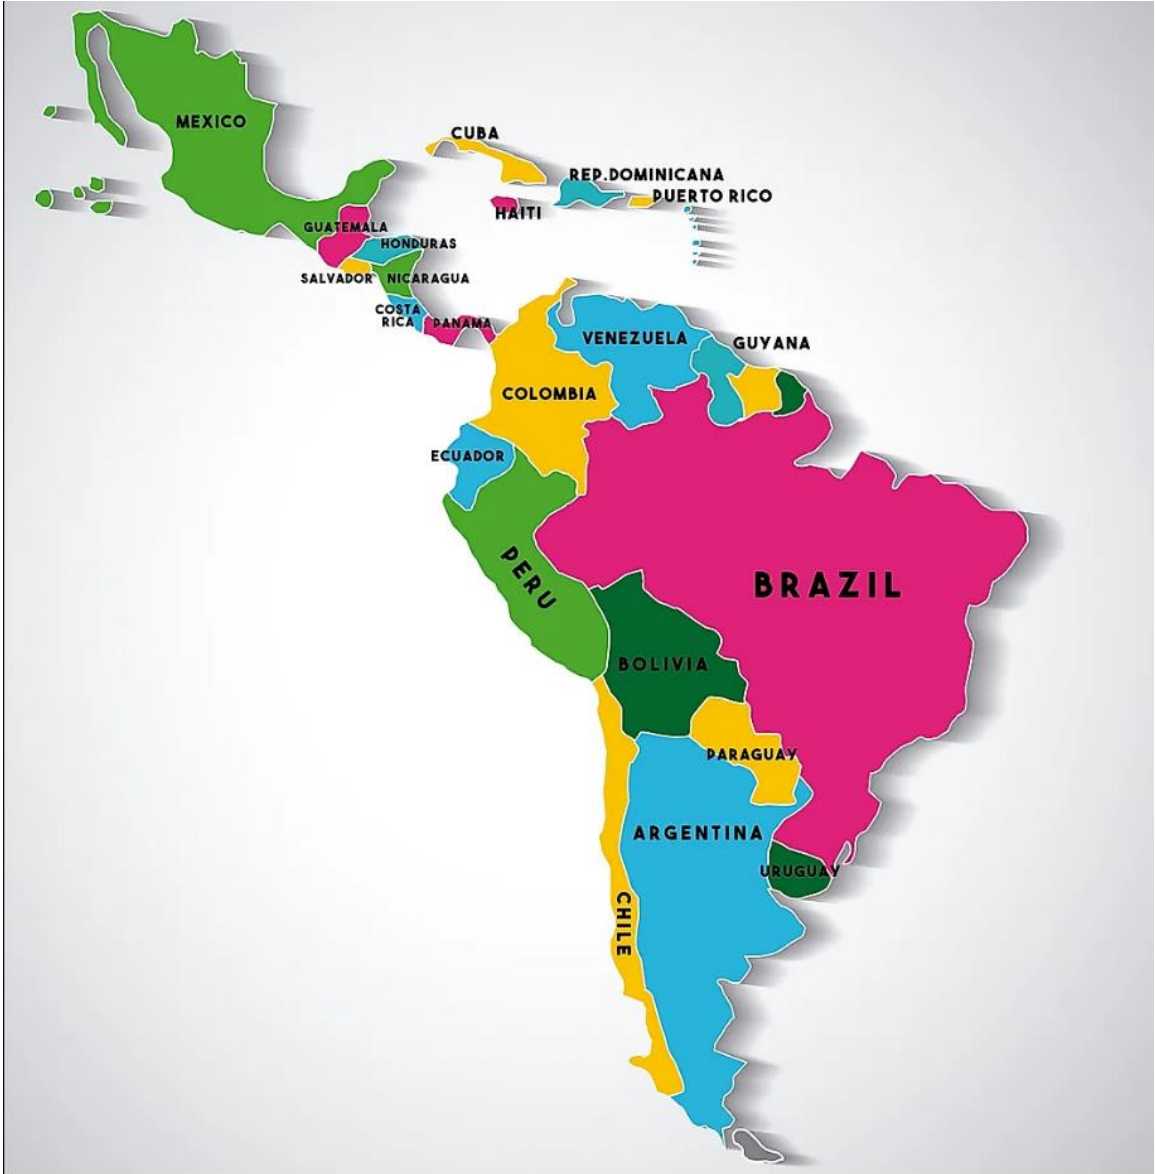 MEXICO
CUBA
REP.DOMINICANA
PUERTO RICO
HAITI
GUATEMALA
HONDURAS
SALVADOR
NICARAGUA
COSTA
RICA
PANAMA
VENEZUELA
GUYANA
COLOMBIA
ECUADOR
PERU
BRAZIL
BOLIVIA
PARAGUAY
ARGENTINA
URUGUAY
CHILE